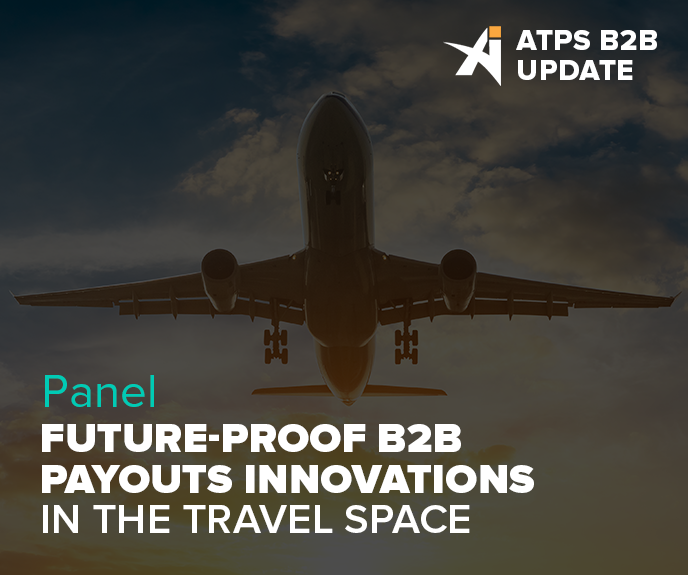 ATPS B2B
UPDATE
Panel
FUTURE-PROOF B2B
PAYOUTS INNOVATIONS
IN THE TRAVEL SPACE